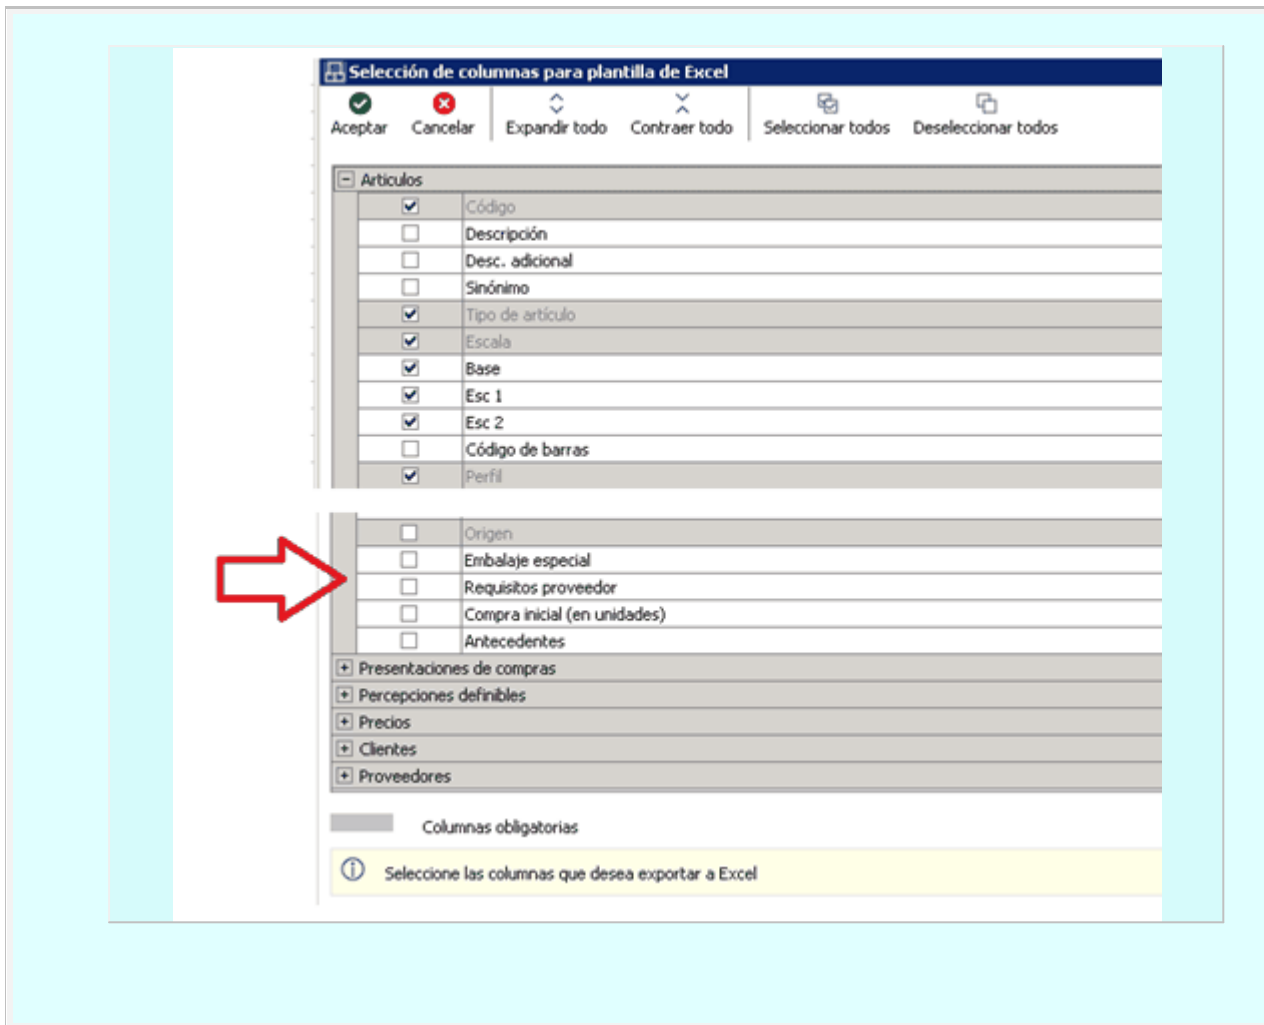 Selección de columnas para plantilla de Excel
Aceptar Cancelar Expandir todo Contraer todo Seleccionar todos Deseleccionar todos
Articulos
Código
Descripción
Desc. adicional
Sinónimo
Tipo de artículo
Escala
Base
Esc 1
Esc 2
Código de barras
Perfil
Origen
Embalaje especial
Requisitos proveedor
Compra inicial (en unidades)
Antecedentes
Presentaciones de compras
Percepciones definibles
Precios
Clientes
Proveedores
Columnas obligatorias
Seleccione las columnas que desea exportar a Excel